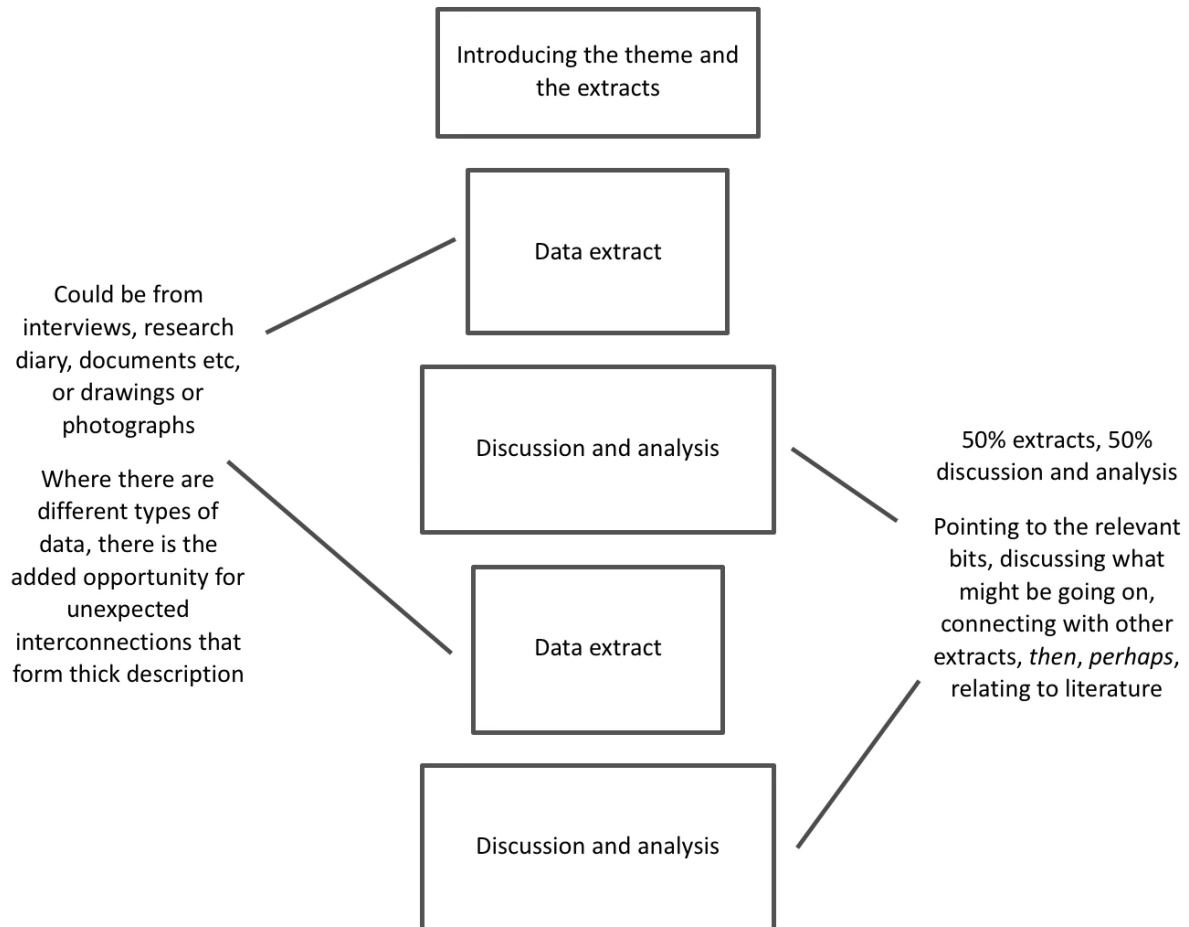 Introducing the theme and
the extracts
Data extract
Could be from
interviews, research
diary, documents etc,
or drawings or
photographs
Where there are
different types of
data, there is the
added opportunity for
unexpected
interconnections that
form thick description
Discussion and analysis
50% extracts, 50%
discussion and analysis
Pointing to the relevant
bits, discussing what
might be going on,
connecting with other
extracts, then, perhaps,
relating to literature
Data extract
Discussion and analysis